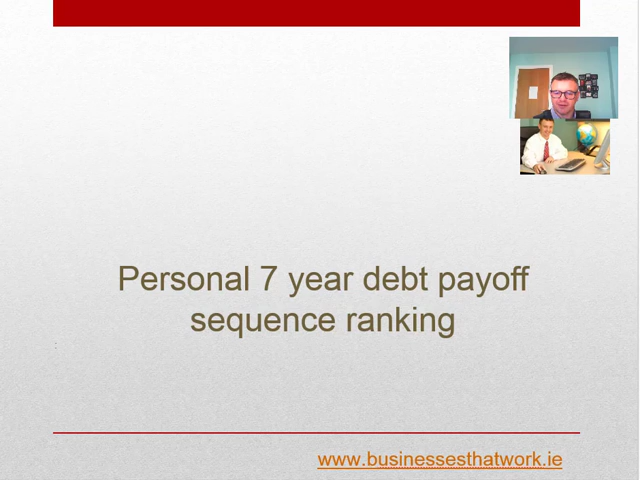 Personal 7 year debt payoff
sequence ranking
www.businessesthatwork.ie